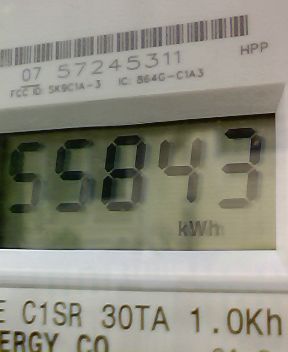 07 57245311
HPP
FCC ID: SK9C1A-3 IC: 864G-C1A3
55843
kWh
E C1SR 30TA 1.0Kh
ERGY CO